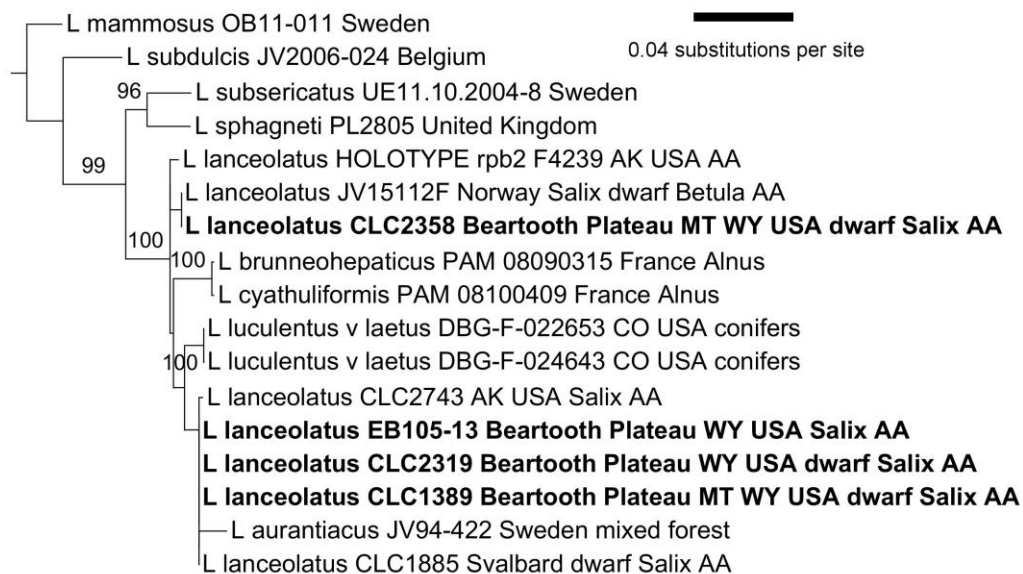 L mammosus OB11-011 Sweden
0.04 substitutions per site
L subdulcis JV2006-024 Belgium
96
L subsericatus UE11.10.2004-8 Sweden
L sphagneti PL2805 United Kingdom
99
L lanceolatus HOLOTYPE rpb2 F4239 AK USA AA
L lanceolatus JV15112F Norway Salix dwarf Betula AA
L lanceolatus CLC2358 Beartooth Plateau MT WY USA dwarf Salix AA
100
100
L brunneohepaticus PAM 08090315 France Alnus
L cyathuliformis PAM 08100409 France Alnus
L luculentus v laetus DBG-F-022653 CO USA conifers
100
L luculentus v laetus DBG-F-024643 CO USA conifers
L lanceolatus CLC2743 AK USA Salix AA
L lanceolatus EB105-13 Beartooth Plateau WY USA Salix AA
L lanceolatus CLC2319 Beartooth Plateau WY USA dwarf Salix AA
L lanceolatus CLC1389 Beartooth Plateau MT WY USA dwarf Salix AA
L aurantiacus JV94-422 Sweden mixed forest
L lanceolatus CLC1885 Svalbard dwarf Salix AA